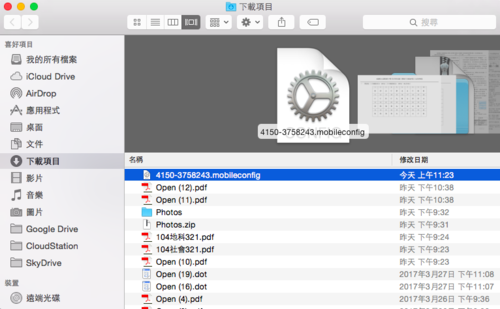 下載項目
搜尋
喜好項目
我的所有檔案
iCloud Drive
AirDrop
應用程式
桌面
文件
下載項目
影片
音樂
圖片
Google Drive
CloudStation
SkyDrive
裝置
遠端光碟
4150-3758243.mobileconfig
名稱 修改日期
4150-3758243.mobileconfig 今天 上午11:23
Open (12).pdf 昨天 下午10:38
Open (11).pdf 昨天 下午10:38
Photos 昨天 下午9:32
Photos.zip 昨天 下午9:31
104地科321.pdf 昨天 下午9:24
104社會321.pdf 昨天 下午9:23
Open (10).pdf 昨天 下午9:23
Open (19).dot 2017年3月27日 下午11:08
Open (16).dot 2017年3月27日 下午11:07
Open (4).pdf 2017年3月26日 下午9:36